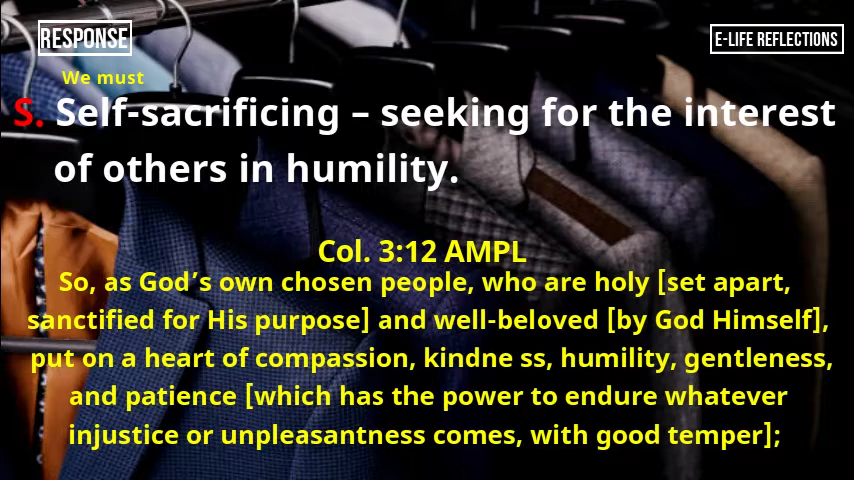 RESPONSE
E-LIFE REFLECTIONS
We must
S. Self-sacrificing – seeking for the interest
of others in humility.
Col. 3:12 AMPL
So, as God’s own chosen people, who are holy [set apart,
sanctified for His purpose] and well-beloved [by God Himself],
put on a heart of compassion, kindne ss, humility, gentleness,
and patience [which has the power to endure whatever
injustice or unpleasantness comes, with good temper];